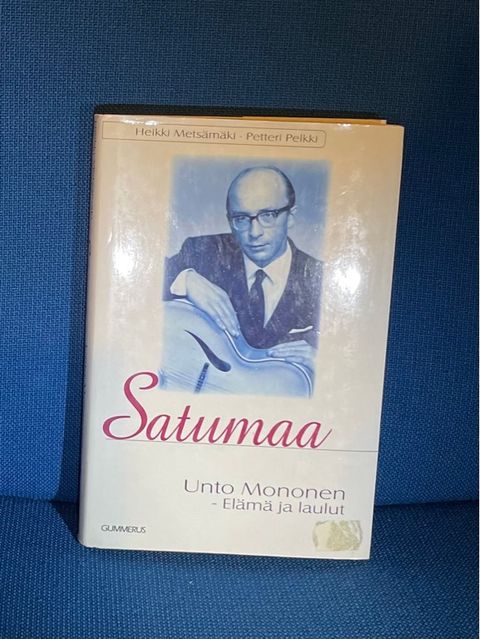 Heikki Metsämäki · Petteri Pelkki
Satumaa
Unto Mononen
- Elämä ja laulut
GUMMERUS